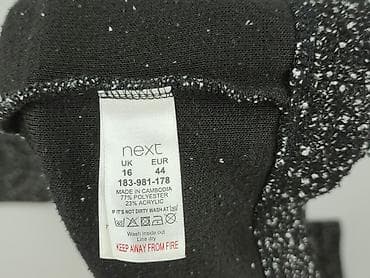 next
UK EUR
16 44
183-981-178
MADE IN CAMBODIA
77% POLYESTER
23% ACRYLIC
IF IT'S NOT DIRTY WASH AT
Wash inside out
Line dry
KEEP AWAY FROM FIRE